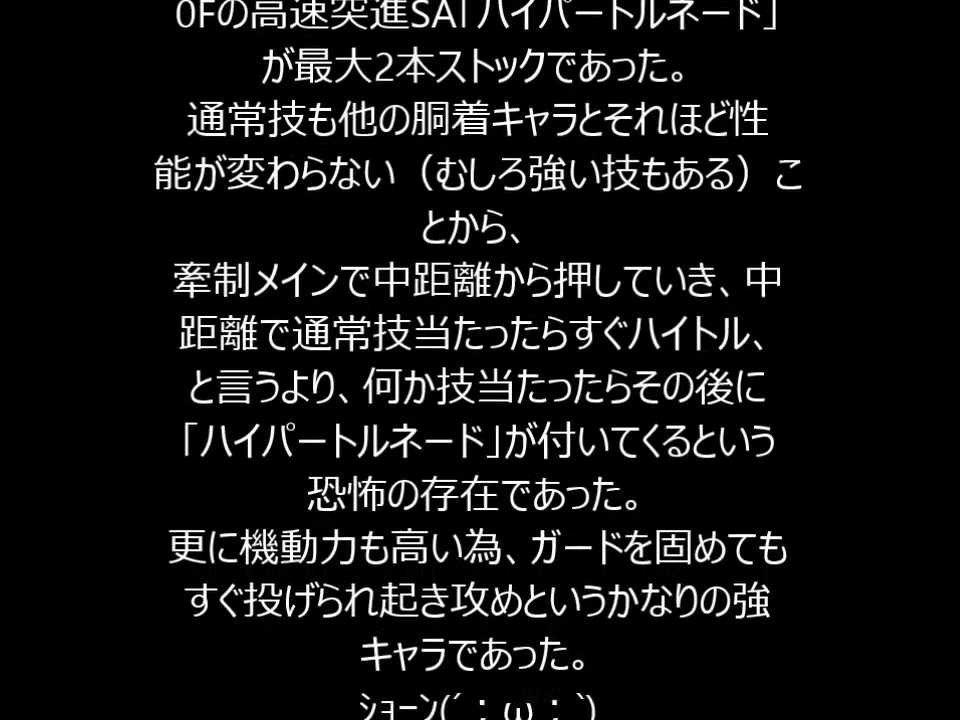 0Fの高速突進SA「ハイパートルネード」
が最大2本ストックであった。
通常技も他の胴着キャラとそれほど性
能が変わらない（むしろ強い技もある）こ
とから、
牽制メインで中距離から押していき、中
距離で通常技当たったらすぐハイトル、
と言うより、何か技当たったらその後に
「ハイパートルネード」が付いてくるという
恐怖の存在であった。
更に機動力も高い為、ガードを固めても
すぐ投げられ起き攻めというかなりの強
キャラであった。
ｼｮｰﾝ(´；ω；`)